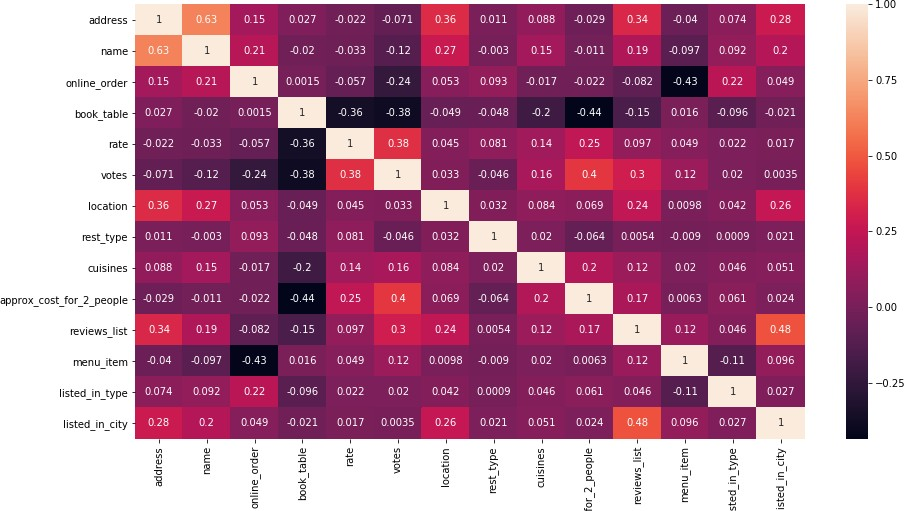 address 1 0.63 0.15 0.027 -0.022 -0.071 0.36 0.011 0.088 -0.029 0.34 -0.04 0.074 0.28 1.00
name 0.63 1 0.21 -0.02 -0.033 -0.12 0.27 -0.003 0.15 -0.011 0.19 -0.097 0.092 0.2
online_order 0.15 0.21 1 0.0015 -0.057 -0.24 0.053 0.093 -0.017 -0.022 -0.082 -0.43 0.22 0.049 0.75
book_table 0.027 -0.02 0.0015 1 -0.36 -0.38 -0.049 -0.048 -0.2 -0.44 -0.15 0.016 -0.096 -0.021
rate -0.022 -0.033 -0.057 -0.36 1 0.38 0.045 0.081 0.14 0.25 0.097 0.049 0.022 0.017 0.50
votes -0.071 -0.12 -0.24 -0.38 0.38 1 0.033 -0.046 0.16 0.4 0.3 0.12 0.02 0.0035
location 0.36 0.27 0.053 -0.049 0.045 0.033 1 0.032 0.084 0.069 0.24 0.0098 0.042 0.26 0.25
rest_type 0.011 -0.003 0.093 -0.048 0.081 -0.046 0.032 1 0.02 -0.064 0.0054 -0.009 0.0009 0.021
cuisines 0.088 0.15 -0.017 -0.2 0.14 0.16 0.084 0.02 1 0.2 0.12 0.02 0.046 0.051
approx_cost_for_2_people -0.029 -0.011 -0.022 -0.44 0.25 0.4 0.069 -0.064 0.2 1 0.17 0.0063 0.061 0.024 0.00
reviews_list 0.34 0.19 -0.082 -0.15 0.097 0.3 0.24 0.0054 0.12 0.17 1 0.12 0.046 0.48
menu_item -0.04 -0.097 -0.43 0.016 0.049 0.12 0.0098 -0.009 0.02 0.0063 0.12 1 -0.11 0.096
listed_in_type 0.074 0.092 0.22 -0.096 0.022 0.02 0.042 0.0009 0.046 0.061 0.046 -0.11 1 0.027 −0.25
listed_in_city 0.28 0.2 0.049 -0.021 0.017 0.0035 0.26 0.021 0.051 0.024 0.48 0.096 0.027 1
address name online_order book_table rate votes location rest_type cuisines for_2_people reviews_list menu_item sted_in_type isted_in_city